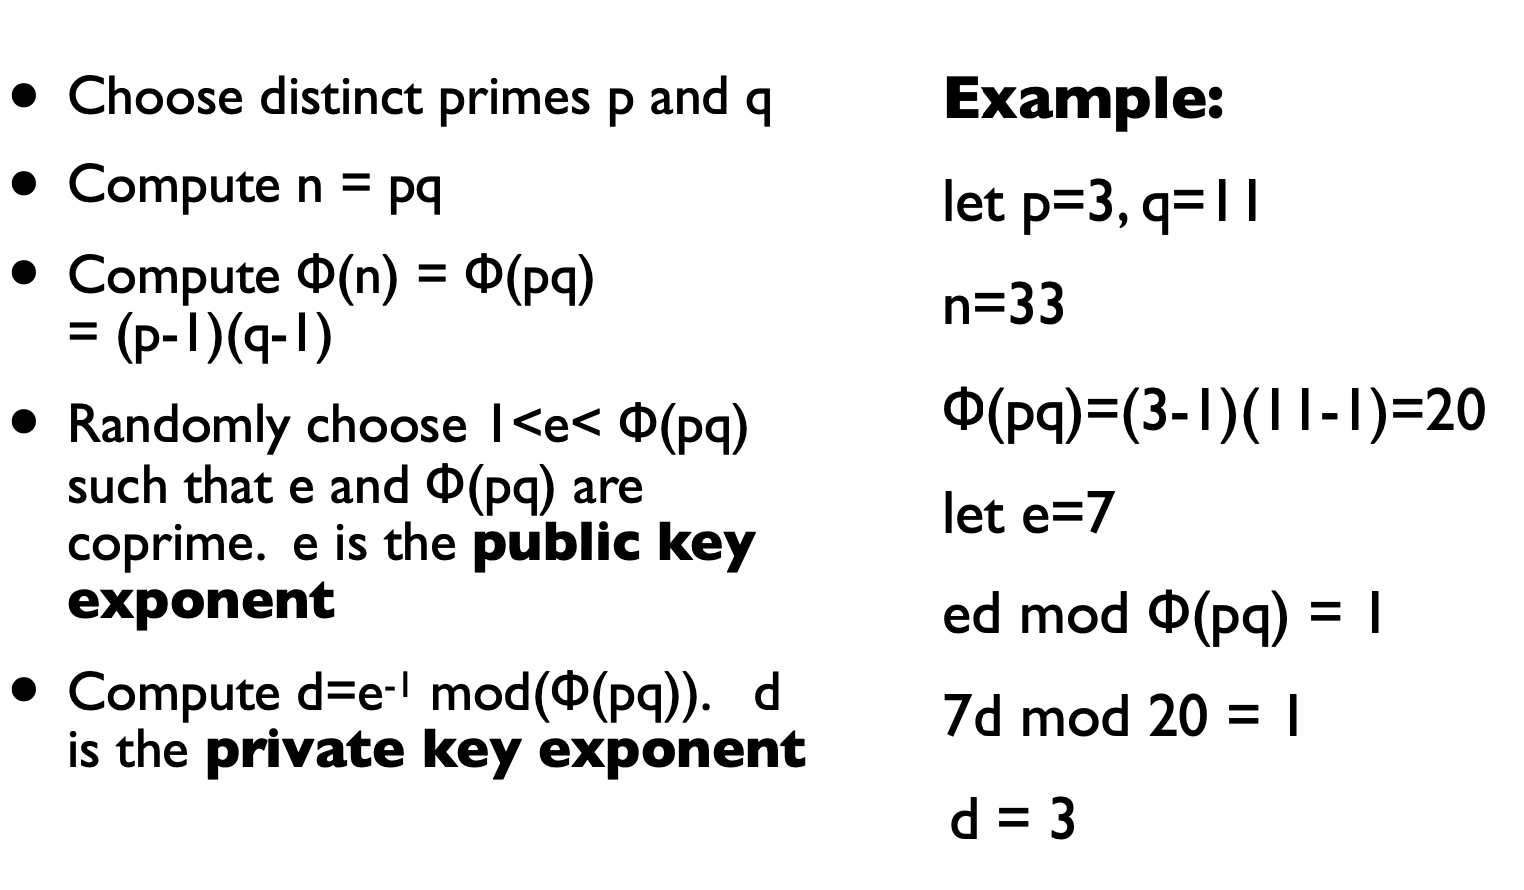 • Choose distinct primes p and q
• Compute n = pq
• Compute Φ(n) = Φ(pq)
= (p-1)(q-1)
• Randomly choose 1<e< Φ(pq)
such that e and Φ(pq) are
coprime.  e is the public key
exponent
• Compute d=e⁻¹ mod(Φ(pq)).   d
is the private key exponent
Example:
let p=3, q=11
n=33
Φ(pq)=(3-1)(11-1)=20
let e=7
ed mod Φ(pq) = 1
7d mod 20 = 1
d = 3